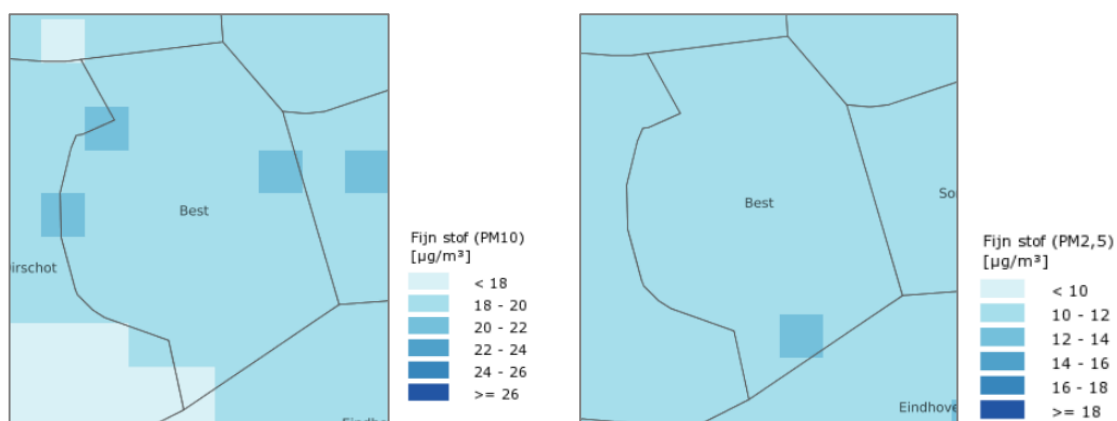 Best
irschot
Eindho
Fijn stof (PM10)
[µg/m³]
< 18
18 - 20
20 - 22
22 - 24
24 - 26
>= 26
Best
So
Eindhove
Fijn stof (PM2,5)
[µg/m³]
< 10
10 - 12
12 - 14
14 - 16
16 - 18
>= 18